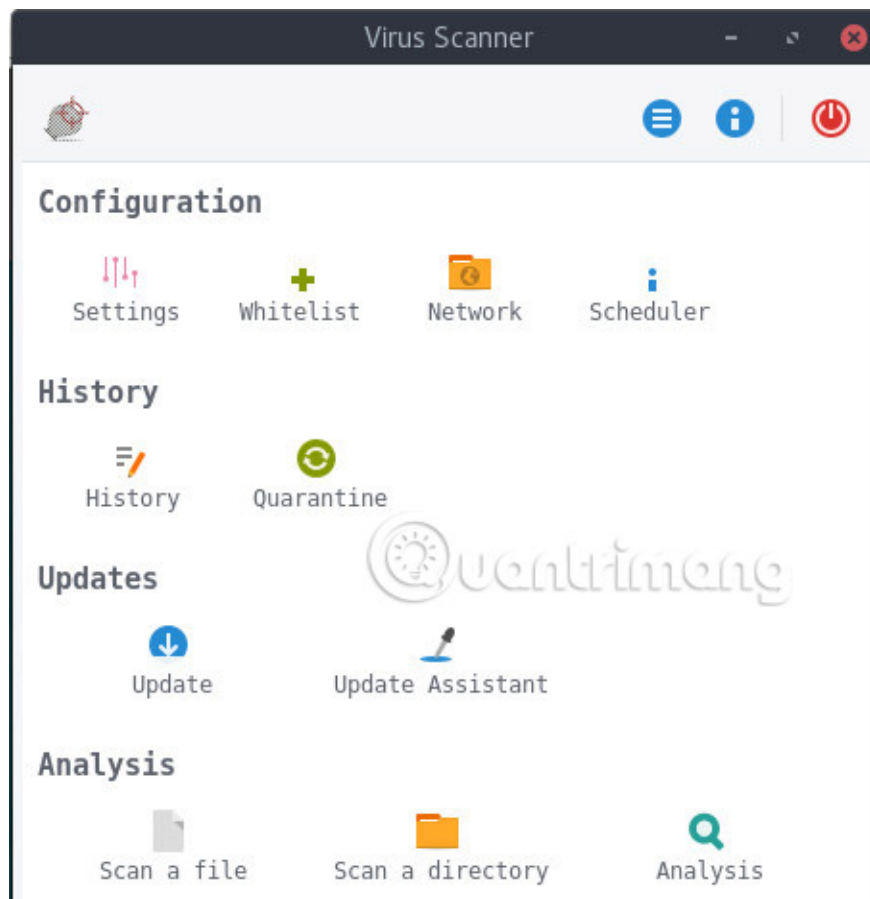 Virus Scanner
Configuration
Settings Whitelist Network Scheduler
History
History Quarantine
Quantrimang
Updates
Update Update Assistant
Analysis
Scan a file Scan a directory Analysis